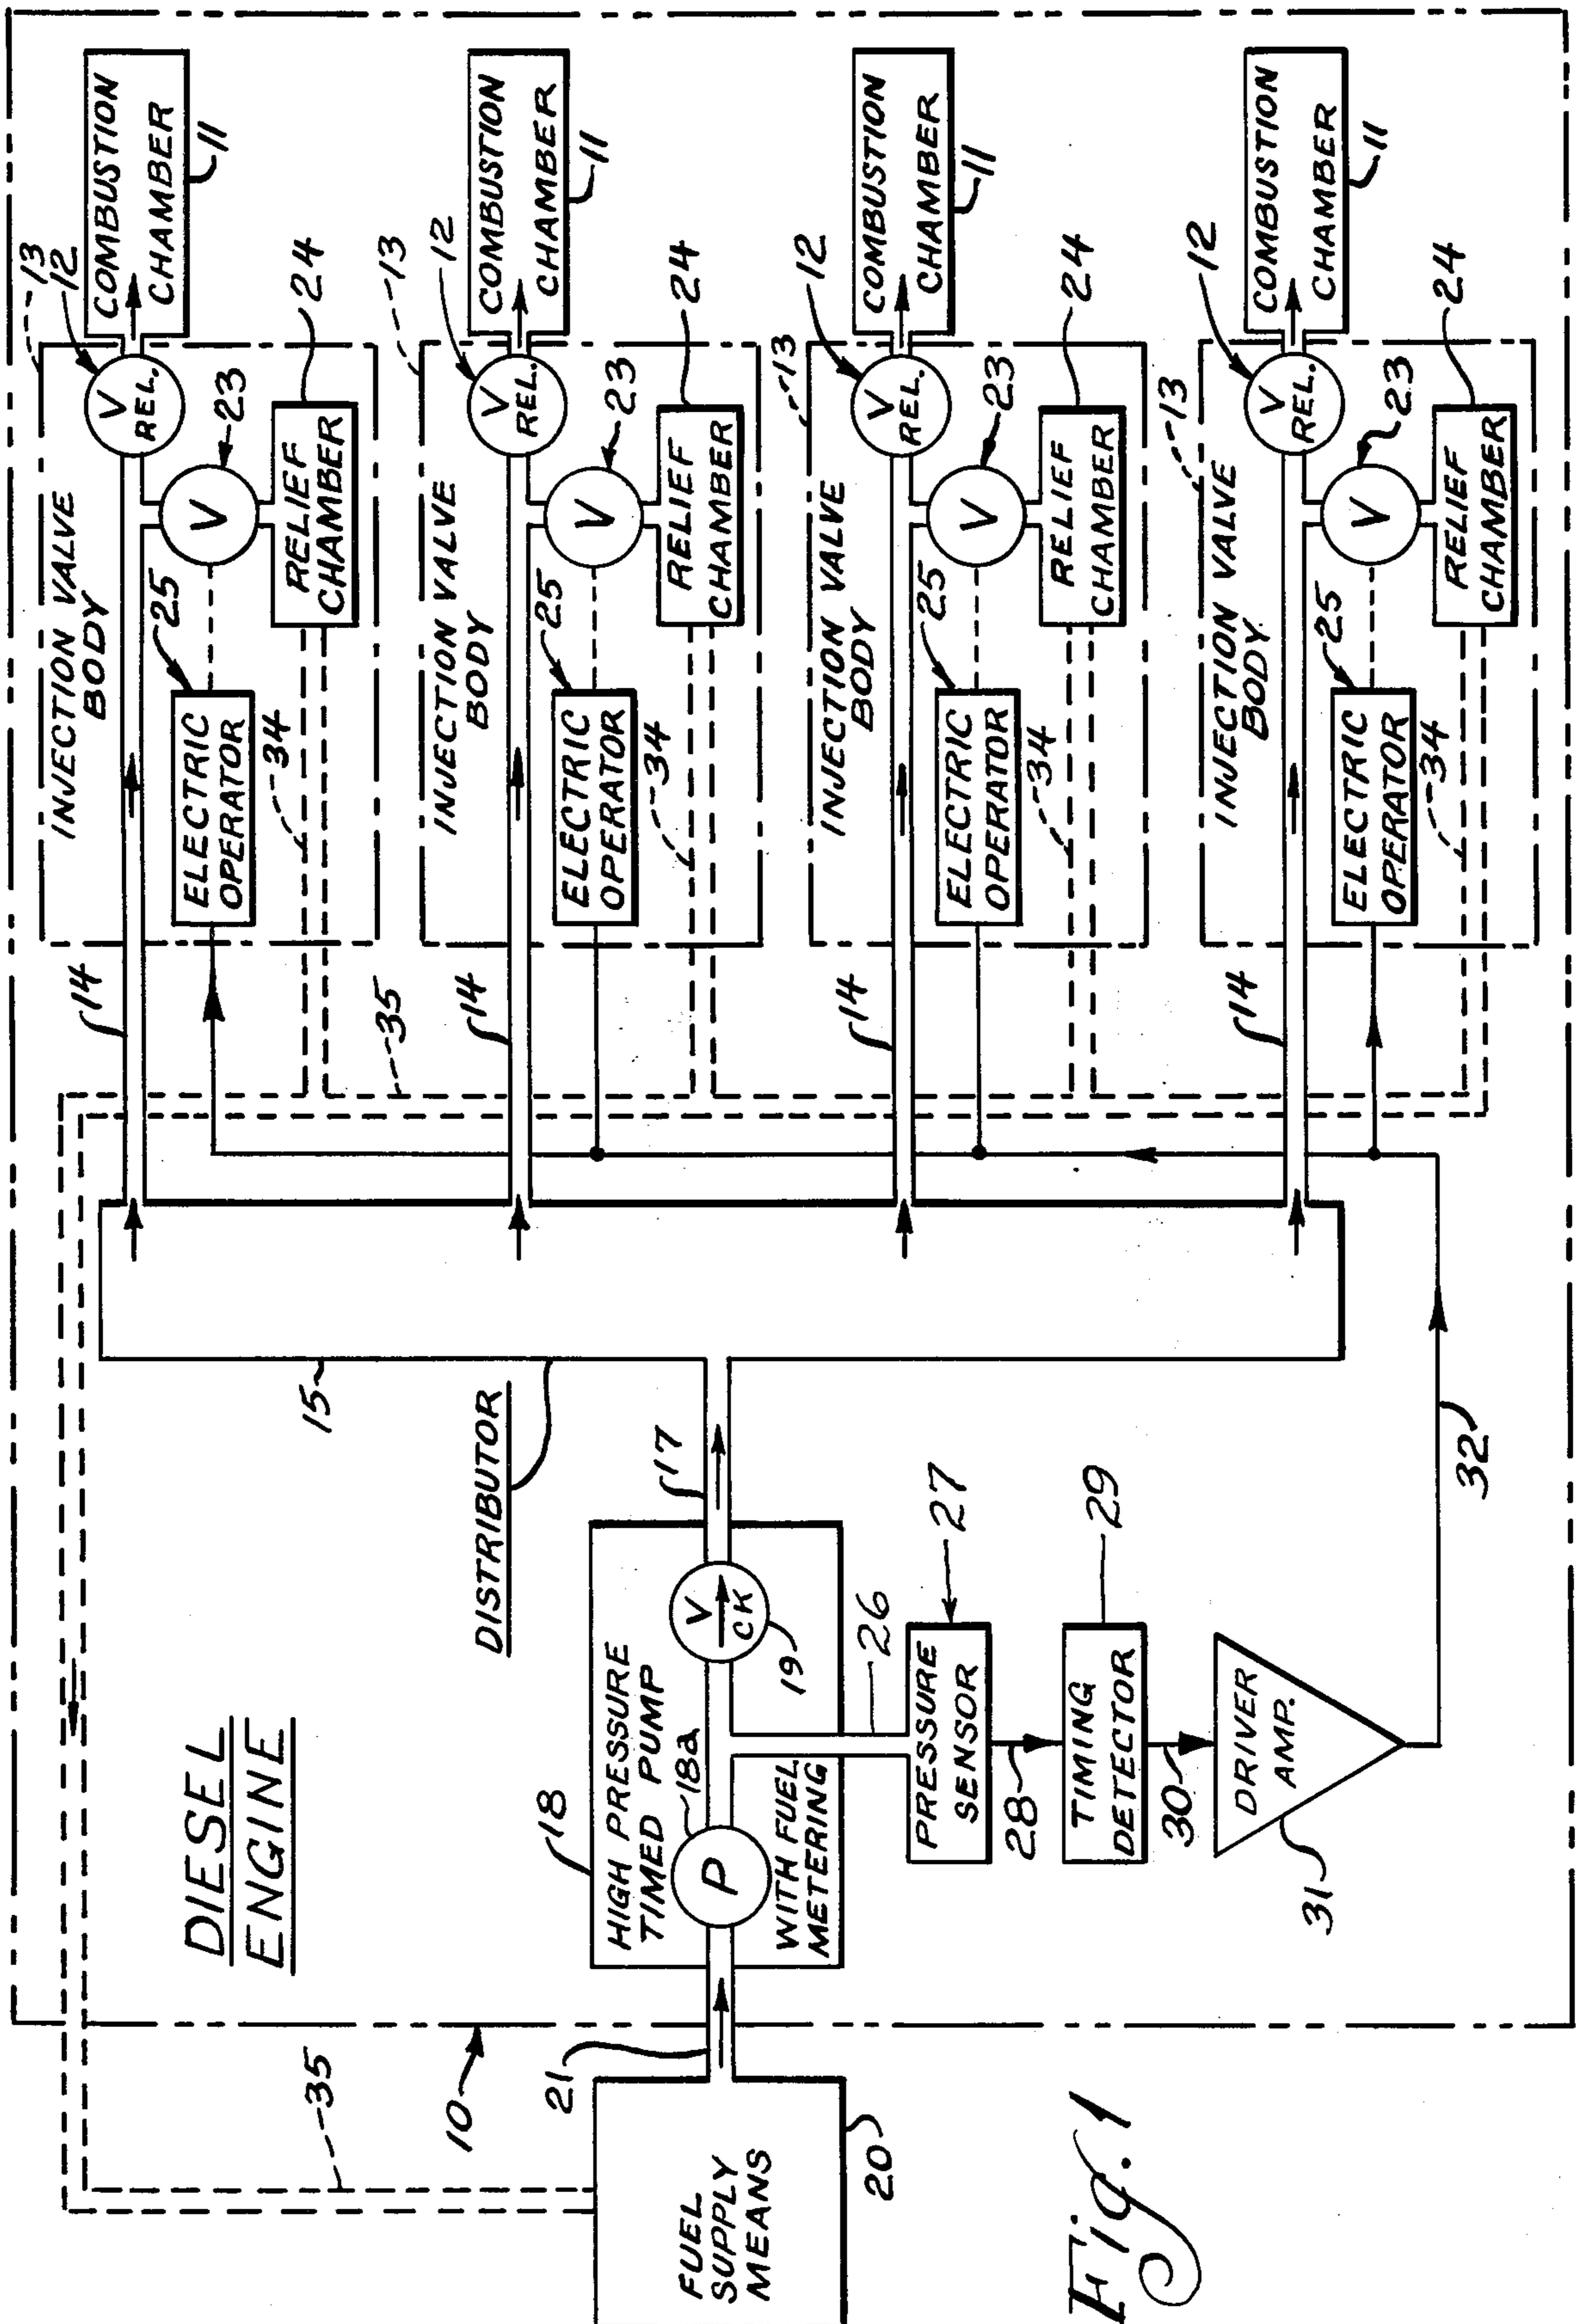 DIESEL
ENGINE
FUEL
SUPPLY
MEANS
20
21
10
35
18
HIGH PRESSURE
TIMED PUMP
18a
P
WITH FUEL
METERING
V
CK
19
17
26
PRESSURE
SENSOR
27
28
TIMING
DETECTOR
29
30
DRIVER
AMP.
31
32
DISTRIBUTOR
15
35
14
INJECTION VALVE
BODY
13
12
V
REL.
COMBUSTION
CHAMBER
11
25
ELECTRIC
OPERATOR
V
23
RELIEF
CHAMBER
24
34
14
INJECTION VALVE
BODY
13
12
V
REL.
COMBUSTION
CHAMBER
11
25
ELECTRIC
OPERATOR
V
23
RELIEF
CHAMBER
24
34
14
INJECTION VALVE
BODY
13
12
V
REL.
COMBUSTION
CHAMBER
11
25
ELECTRIC
OPERATOR
V
23
RELIEF
CHAMBER
24
34
14
INJECTION VALVE
BODY
13
12
V
REL.
COMBUSTION
CHAMBER
11
25
ELECTRIC
OPERATOR
V
23
RELIEF
CHAMBER
24
34
Fig. 1